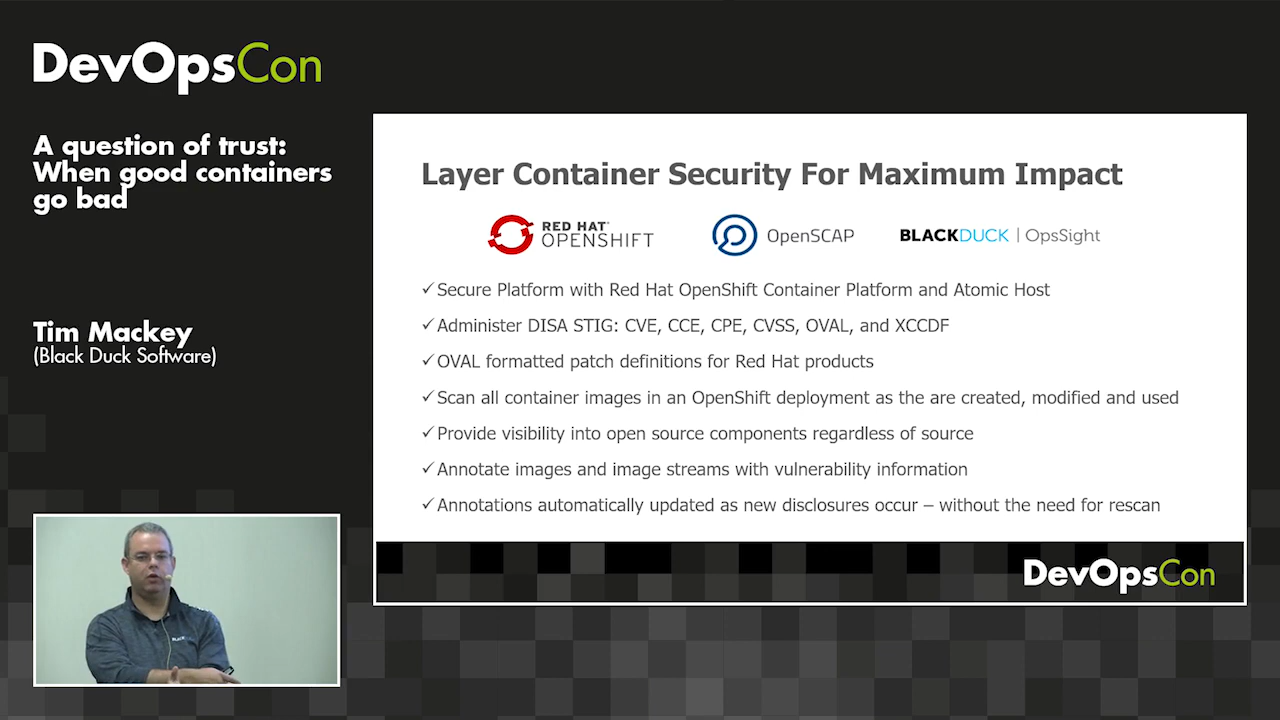 DevOpsCon
A question of trust:
When good containers
go bad
Tim Mackey
(Black Duck Software)
Layer Container Security For Maximum Impact
RED HAT®
OPENSHIFT
OpenSCAP
BLACKDUCK | OpsSight
✓Secure Platform with Red Hat OpenShift Container Platform and Atomic Host
✓Administer DISA STIG: CVE, CCE, CPE, CVSS, OVAL, and XCCDF
✓OVAL formatted patch definitions for Red Hat products
✓Scan all container images in an OpenShift deployment as the are created, modified and used
✓Provide visibility into open source components regardless of source
✓Annotate images and image streams with vulnerability information
✓Annotations automatically updated as new disclosures occur – without the need for rescan
DevOpsCon
BLACK